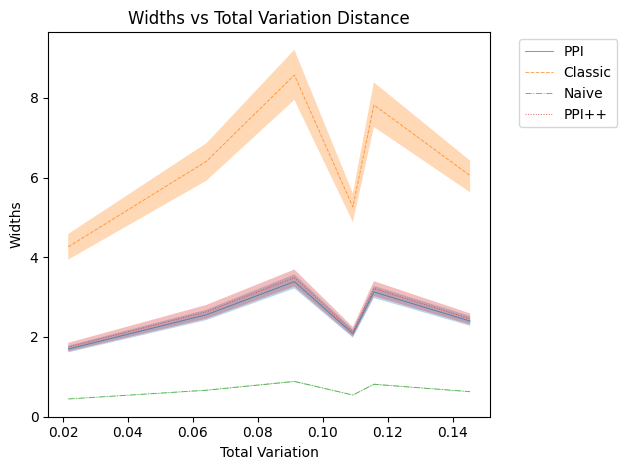 Widths vs Total Variation Distance
PPI
Classic
Naive
PPI++
Widths
8
6
4
2
0
0.02 0.04 0.06 0.08 0.10 0.12 0.14
Total Variation